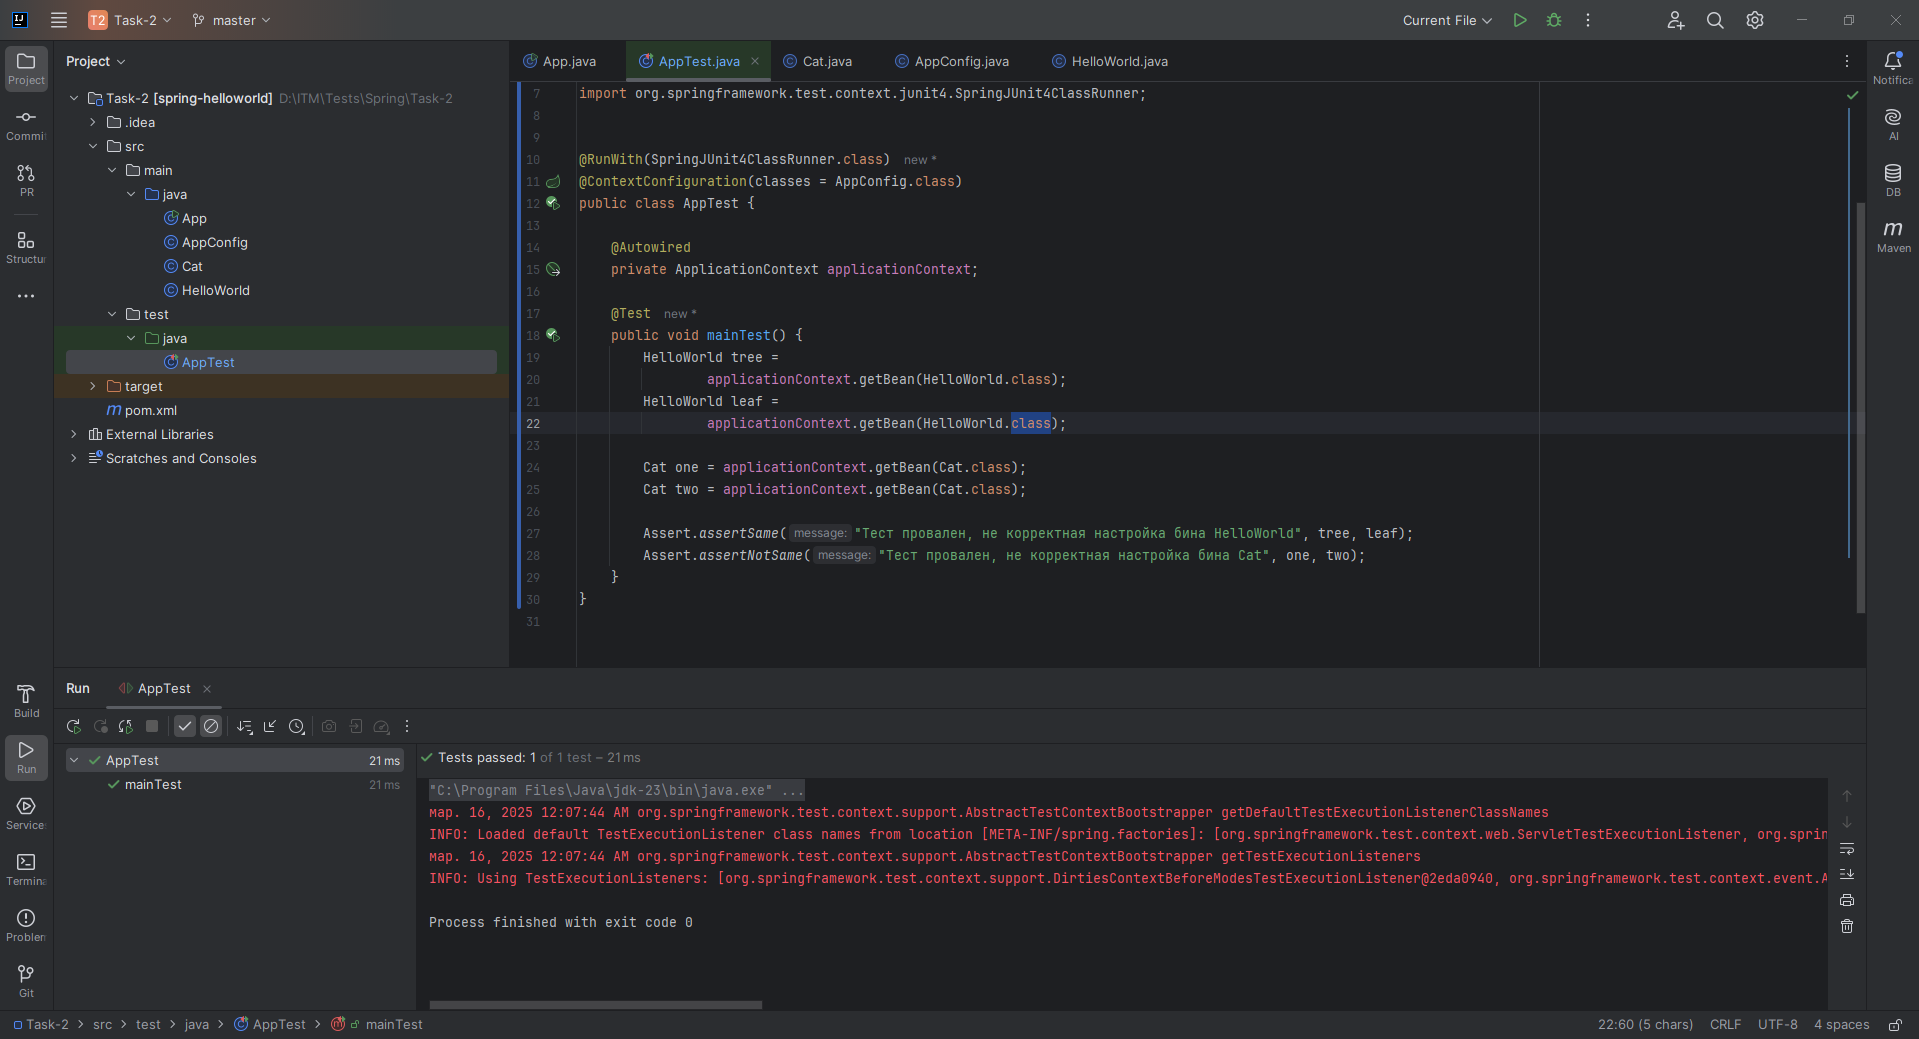 T2 Task-2 master Current File
Project
Commi
PR
Structur
Build
Run
Service
Termina
Problem
Git
Project
Task-2 [spring-helloworld] D:\ITM\Tests\Spring\Task-2
.idea
src
main
java
App
AppConfig
Cat
HelloWorld
test
java
AppTest
target
m pom.xml
External Libraries
Scratches and Consoles
App.java AppTest.java Cat.java AppConfig.java HelloWorld.java
7 import org.springframework.test.context.junit4.SpringJUnit4ClassRunner;
8
9
10 @RunWith(SpringJUnit4ClassRunner.class) new *
11 @ContextConfiguration(classes = AppConfig.class)
12 public class AppTest {
13
14 @Autowired
15 private ApplicationContext applicationContext;
16
17 @Test new *
18 public void mainTest() {
19 HelloWorld tree =
20 applicationContext.getBean(HelloWorld.class);
21 HelloWorld leaf =
22 applicationContext.getBean(HelloWorld.class);
23
24 Cat one = applicationContext.getBean(Cat.class);
25 Cat two = applicationContext.getBean(Cat.class);
26
27 Assert.assertSame( message: "Тест провален, не корректная настройка бина HelloWorld", tree, leaf);
28 Assert.assertNotSame( message: "Тест провален, не корректная настройка бина Cat", one, two);
29 }
30 }
31
Notifica
AI
DB
m
Maven
Run AppTest
AppTest 21 ms
mainTest 21 ms
Tests passed: 1 of 1 test – 21 ms
"C:\Program Files\Java\jdk-23\bin\java.exe" ...
мар. 16, 2025 12:07:44 AM org.springframework.test.context.support.AbstractTestContextBootstrapper getDefaultTestExecutionListenerClassNames
INFO: Loaded default TestExecutionListener class names from location [META-INF/spring.factories]: [org.springframework.test.context.web.ServletTestExecutionListener, org.sprin
мар. 16, 2025 12:07:44 AM org.springframework.test.context.support.AbstractTestContextBootstrapper getTestExecutionListeners
INFO: Using TestExecutionListeners: [org.springframework.test.context.support.DirtiesContextBeforeModesTestExecutionListener@2eda0940, org.springframework.test.context.event.A
Process finished with exit code 0
Task-2 > src > test > java > AppTest > mainTest 22:60 (5 chars) CRLF UTF-8 4 spaces